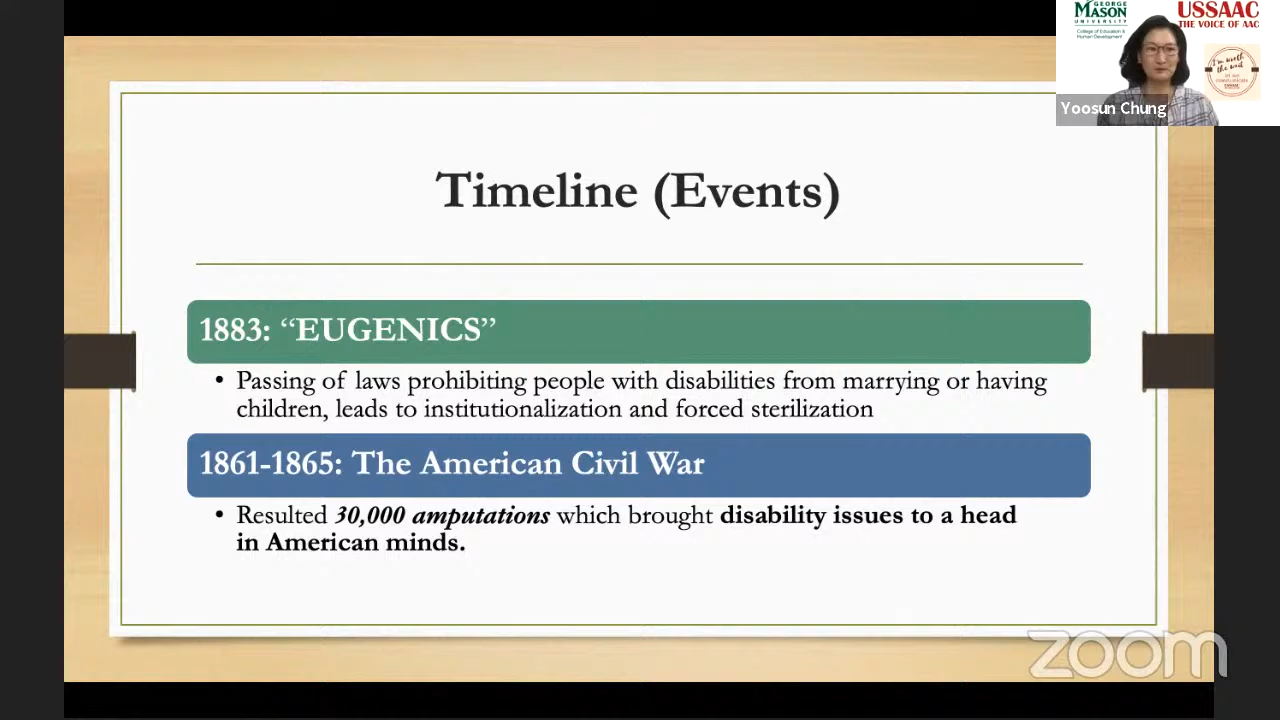 GEORGE
MASON
UNIVERSITY
College of Education &
Human Development
USSAAC
THE VOICE OF AAC
I'm worth
the wait
Yoosun Chung
Timeline (Events)
1883: “EUGENICS”
• Passing of laws prohibiting people with disabilities from marrying or having
children, leads to institutionalization and forced sterilization
1861-1865: The American Civil War
• Resulted 30,000 amputations which brought disability issues to a head
in American minds.
zoom